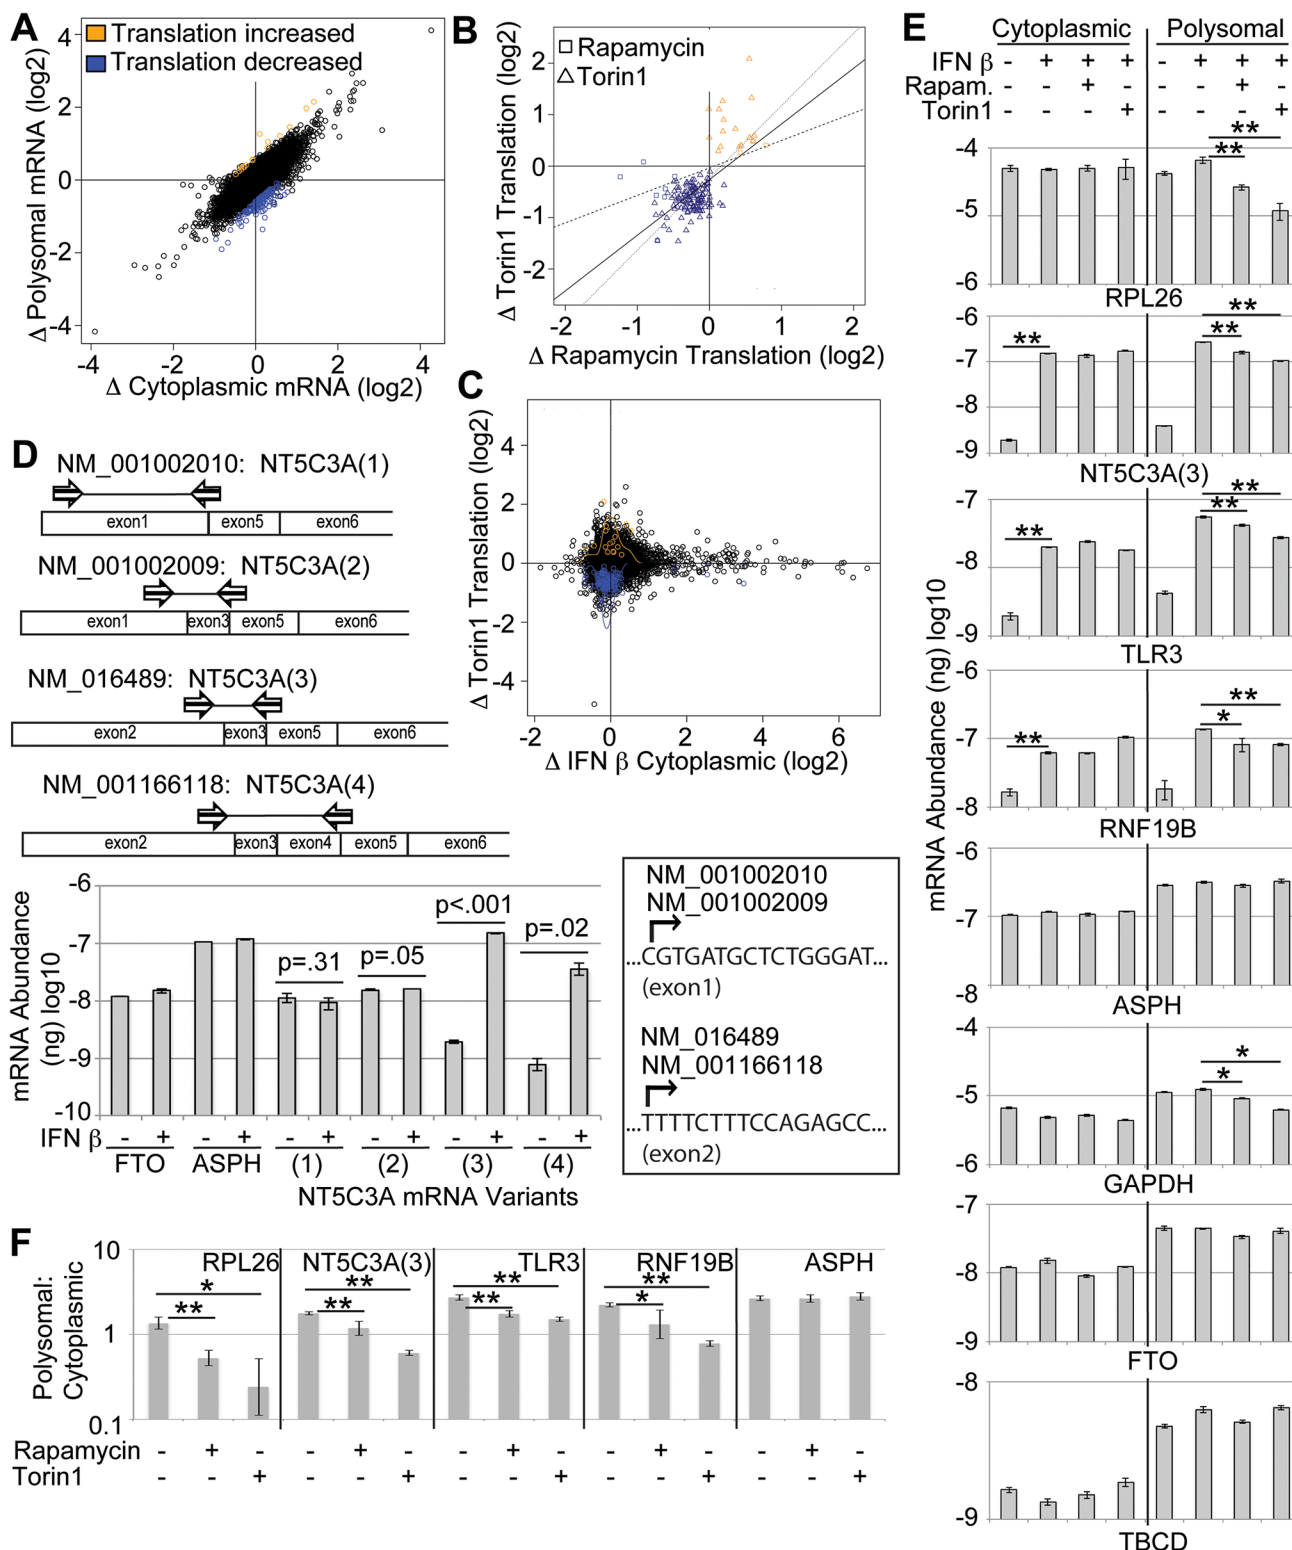 A
Translation increased
Translation decreased
Δ Polysomal mRNA (log2)
4
2
0
-2
-4
-4 -2 0 2 4
Δ Cytoplasmic mRNA (log2)
B
Rapamycin
Torin1
Δ Torin1 Translation (log2)
2
1
0
-1
-2
-2 -1 0 1 2
Δ Rapamycin Translation (log2)
C
Δ Torin1 Translation (log2)
4
2
0
-2
-4
-2 0 2 4 6
Δ IFN β Cytoplasmic (log2)
D
NM_001002010: NT5C3A(1)
exon1 exon5 exon6
NM_001002009: NT5C3A(2)
exon1 exon3 exon5 exon6
NM_016489: NT5C3A(3)
exon2 exon3 exon5 exon6
NM_001166118: NT5C3A(4)
exon2 exon3 exon4 exon5 exon6
mRNA Abundance
(ng) log10
-6
-7
-8
-9
-10
p=.31 p=.05 p<.001 p=.02
IFN β - + - + - + - + - + - +
FTO ASPH (1) (2) (3) (4)
NT5C3A mRNA Variants
NM_001002010
NM_001002009
...CGTGATGCTCTGGGAT...
(exon1)
NM_016489
NM_001166118
...TTTTCTTTCCAGAGCC...
(exon2)
E
Cytoplasmic Polysomal
IFN β - + + + - + + +
Rapam. - - + - - - + -
Torin1 - - - + - - - +
mRNA Abundance (ng) log10
-4
-5
-6
** **
RPL26
-6
-7
-8
-9
** ** **
NT5C3A(3)
-7
-8
-9
** ** **
TLR3
-6
-7
-8
** * **
RNF19B
-6
-7
-8
ASPH
-4
-5
-6
* *
GAPDH
-7
-8
-9
FTO
-8
-9
TBCD
F
Polysomal:
Cytoplasmic
10
1
0.1
RPL26 NT5C3A(3) TLR3 RNF19B ASPH
* ** ** **
** ** ** *
Rapamycin - + - - + - - + - - + - - + -
Torin1 - - + - - + - - + - - + - - +